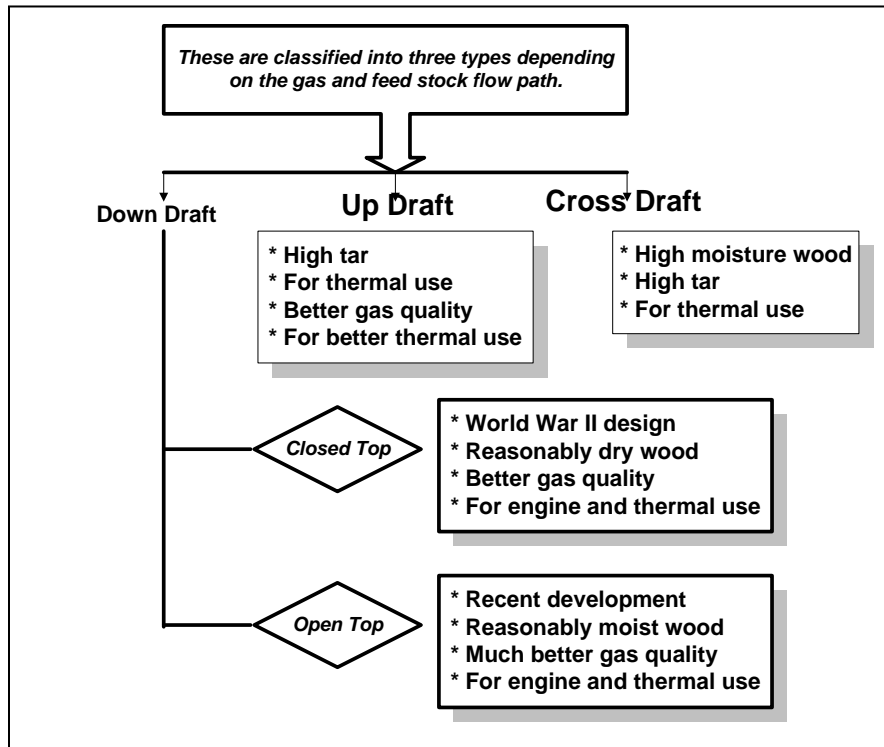 These are classified into three types depending
on the gas and feed stock flow path.
Down Draft
Up Draft
Cross Draft
* High tar
* For thermal use
* Better gas quality
* For better thermal use
* High moisture wood
* High tar
* For thermal use
Closed Top
* World War II design
* Reasonably dry wood
* Better gas quality
* For engine and thermal use
Open Top
* Recent development
* Reasonably moist wood
* Much better gas quality
* For engine and thermal use